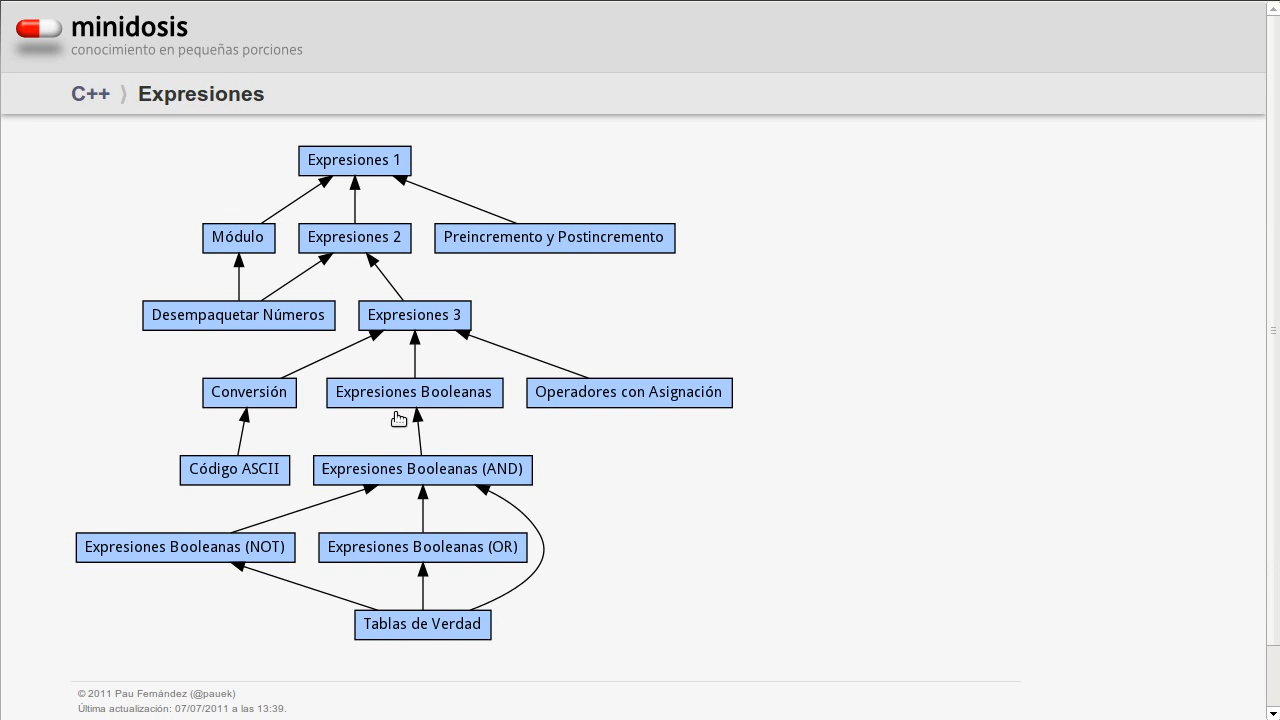 minidosis
conocimiento en pequeñas porciones
C++ ⟩ Expresiones
Expresiones 1
Módulo
Expresiones 2
Preincremento y Postincremento
Desempaquetar Números
Expresiones 3
Conversión
Expresiones Booleanas
Operadores con Asignación
Código ASCII
Expresiones Booleanas (AND)
Expresiones Booleanas (NOT)
Expresiones Booleanas (OR)
Tablas de Verdad
© 2011 Pau Fernández (@pauek)
Última actualización: 07/07/2011 a las 13:39.